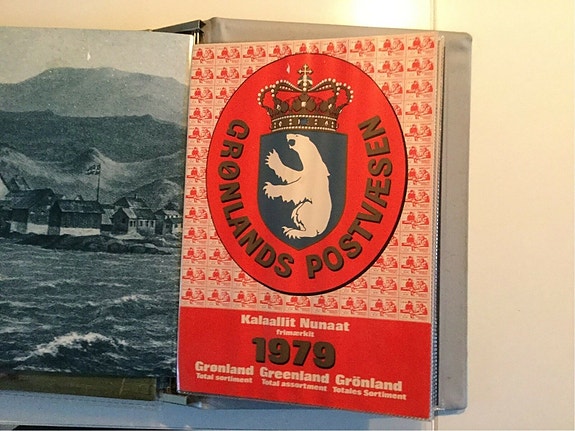 GRØNLANDS POSTVÆSEN
Kalaallit Nunaat
frimærkit
1979
Grønland Greenland Grönland
Total sortiment Total assortment Totales Sortiment